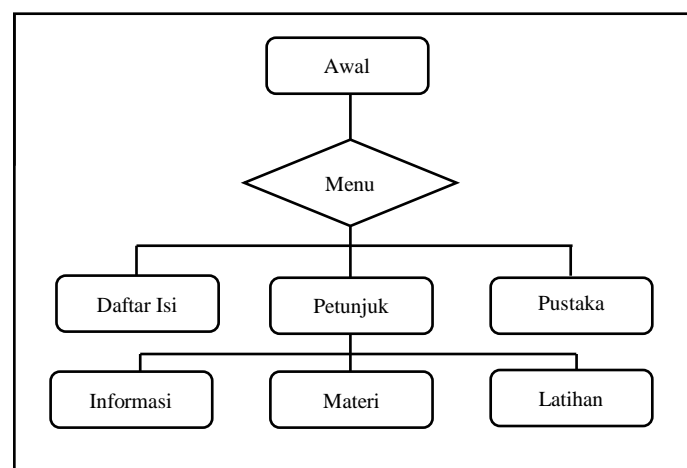 Awal
Menu
Daftar Isi
Petunjuk
Pustaka
Informasi
Materi
Latihan